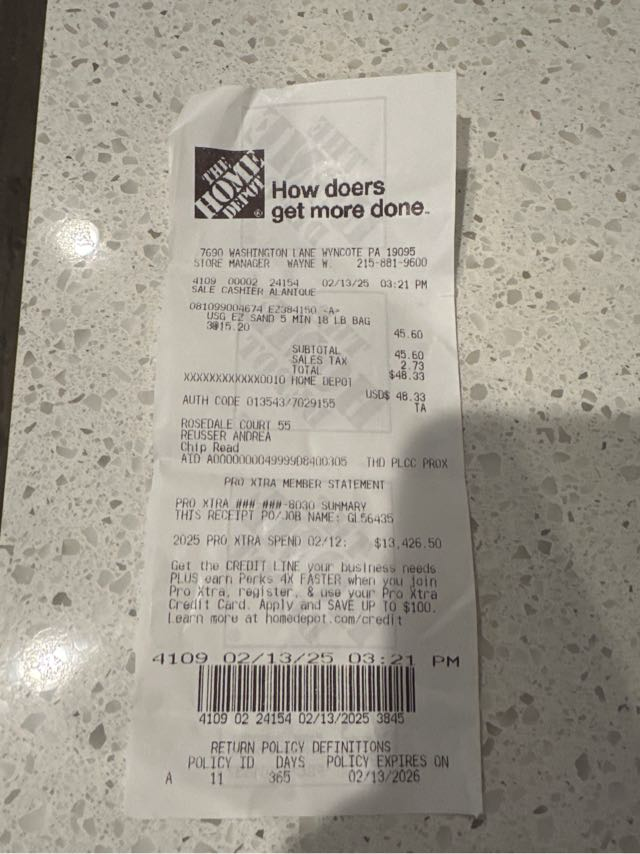 THE
HOME
DEPOT
®
How doers
get more done™
7690 WASHINGTON LANE WYNCOTE PA 19095
STORE MANAGER WAYNE W. 215-881-9600
4109 00002 24154 02/13/25 03:21 PM
SALE CASHIER ALANIQUE
081099004674 EZ384150 <A>
USG EZ SAND 5 MIN 18 LB BAG
3@15.20 45.60
SUBTOTAL 45.60
SALES TAX 2.73
TOTAL $48.33
XXXXXXXXXXXX0010 HOME DEPOT
USD$ 48.33
AUTH CODE 013543/7029155 TA
ROSEDALE COURT 55
REUSSER ANDREA
Chip Read
AID A0000000049999D8400305 THD PLCC PROX
PRO XTRA MEMBER STATEMENT
PRO XTRA ### ###-8030 SUMMARY
THIS RECEIPT PO/JOB NAME: GL56435
2025 PRO XTRA SPEND 02/12: $13,426.50
Get the CREDIT LINE your business needs
PLUS earn Perks 4X FASTER when you join
Pro Xtra, register, & use your Pro Xtra
Credit Card. Apply and SAVE UP TO $100.
Learn more at homedepot.com/credit
4109 02/13/25 03:21 PM
4109 02 24154 02/13/2025 3845
RETURN POLICY DEFINITIONS
POLICY ID DAYS POLICY EXPIRES ON
A 11 365 02/13/2026